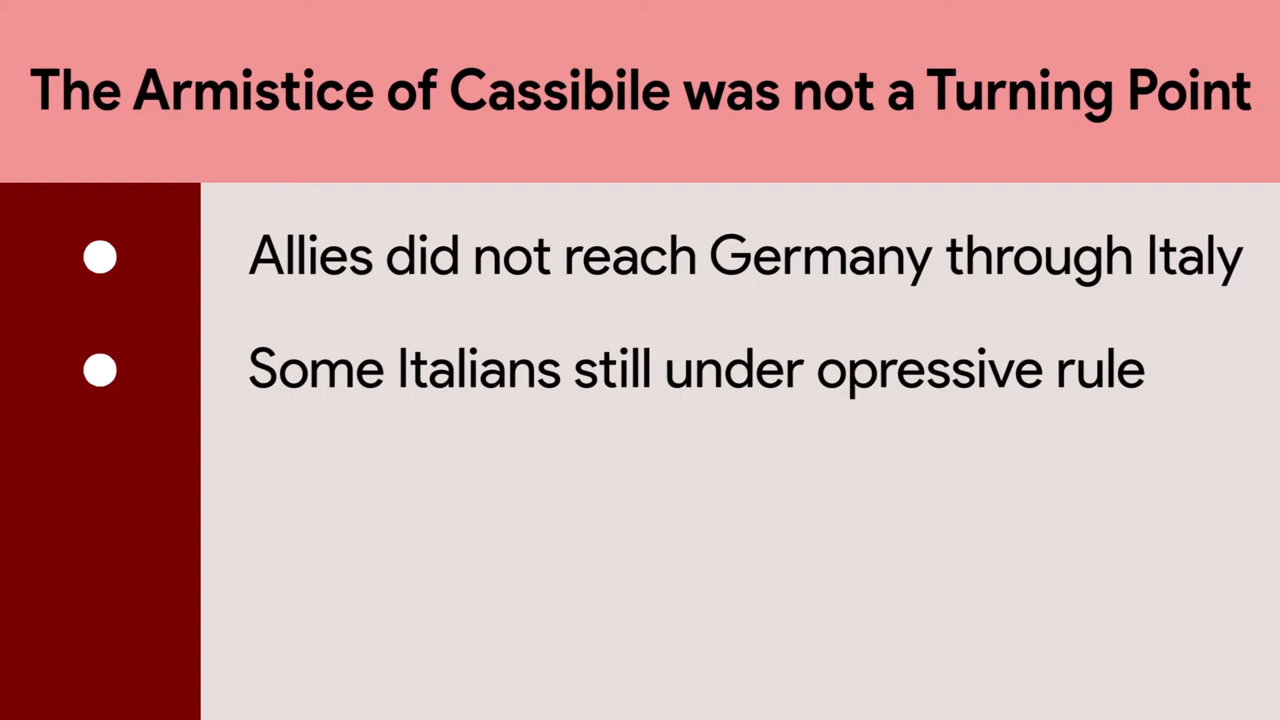 The Armistice of Cassibile was not a Turning Point
Allies did not reach Germany through Italy
Some Italians still under opressive rule